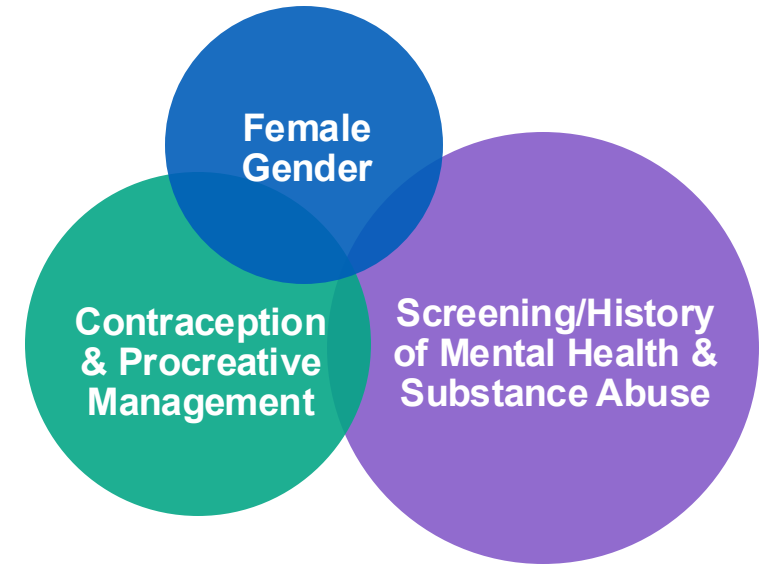 Female
Gender
Contraception
& Procreative
Management
Screening/History
of Mental Health &
Substance Abuse